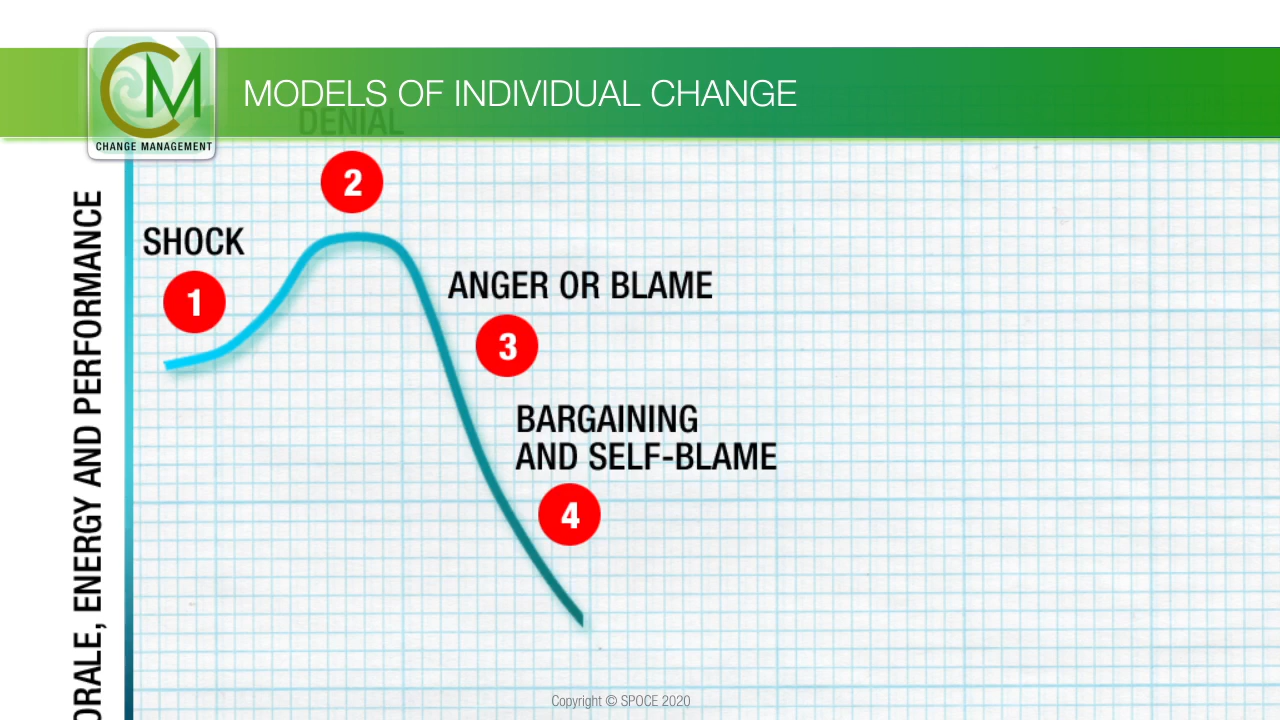 CM
CHANGE MANAGEMENT
MODELS OF INDIVIDUAL CHANGE
DENIAL
2
SHOCK
1
ANGER OR BLAME
3
BARGAINING
AND SELF-BLAME
4
ORALE, ENERGY AND PERFORMANCE
Copyright © SPOCE 2020